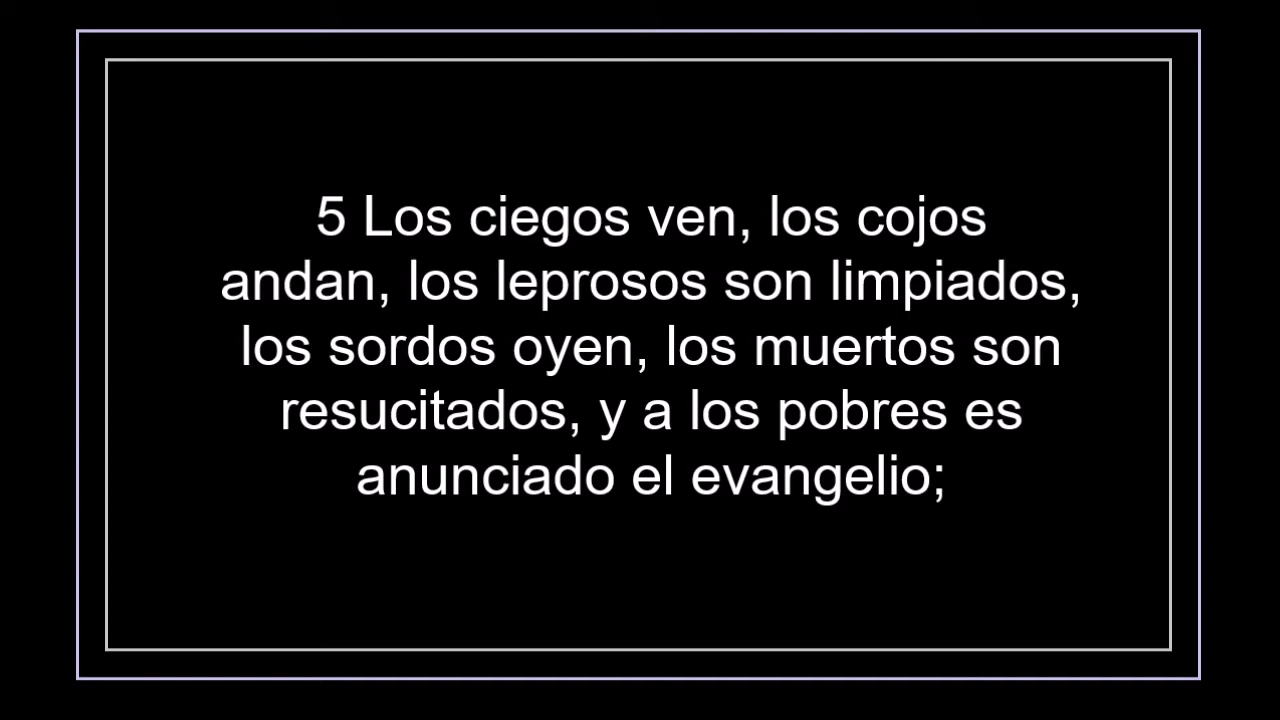 5 Los ciegos ven, los cojos
andan, los leprosos son limpiados,
los sordos oyen, los muertos son
resucitados, y a los pobres es
anunciado el evangelio;